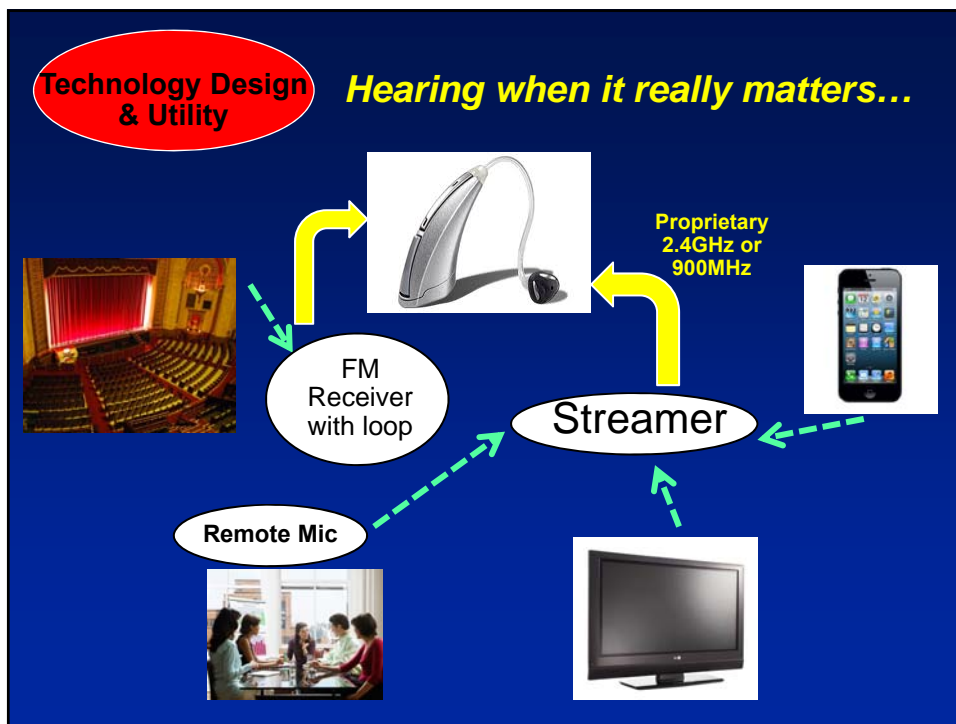 Technology Design
& Utility
Hearing when it really matters…
Proprietary
2.4GHz or
900MHz
FM
Receiver
with loop
Streamer
Remote Mic